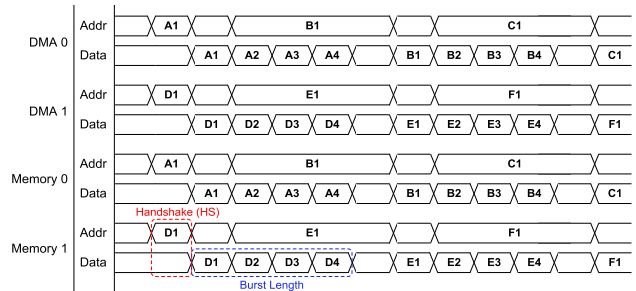 DMA 0
Addr A1 B1 C1
Data A1 A2 A3 A4 B1 B2 B3 B4 C1
DMA 1
Addr D1 E1 F1
Data D1 D2 D3 D4 E1 E2 E3 E4 F1
Memory 0
Addr A1 B1 C1
Data A1 A2 A3 A4 B1 B2 B3 B4 C1
Handshake (HS)
Memory 1
Addr D1 E1 F1
Data D1 D2 D3 D4 E1 E2 E3 E4 F1
Burst Length